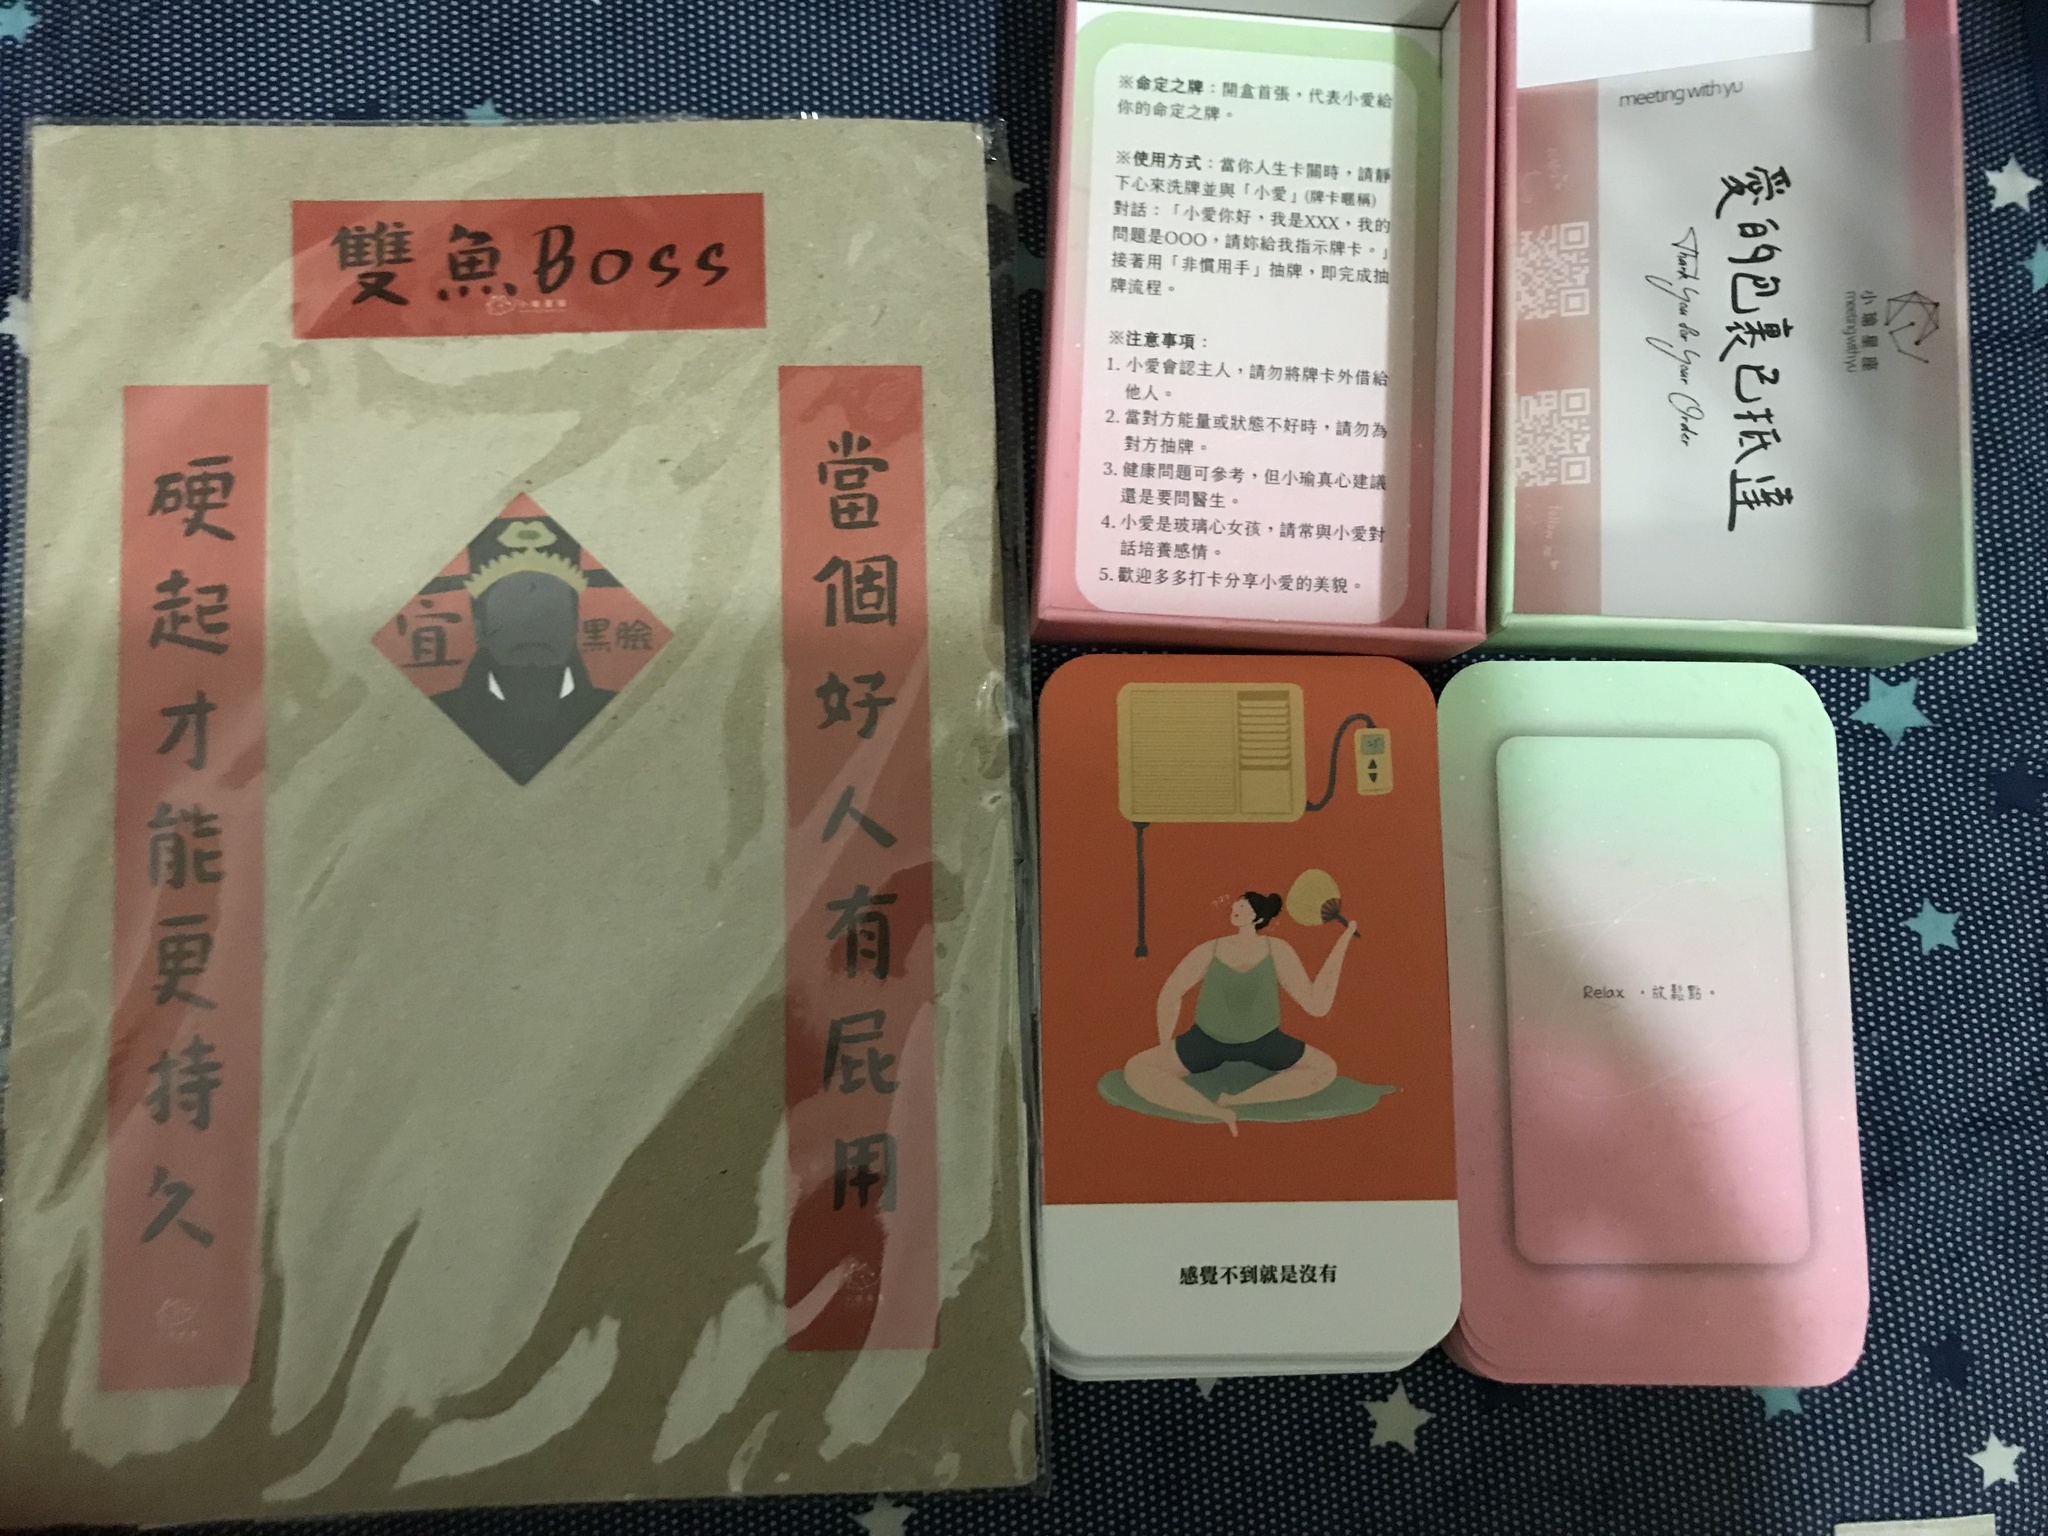 雙魚Boss
當個好人有屁用
硬起才能更持久
宜 黑臉
※命定之牌：開盒首張，代表小愛給
你的命定之牌。
※使用方式：當你人生卡關時，請靜
下心來洗牌並與「小愛」(牌卡暱稱)
對話：「小愛你好，我是XXX，我的
問題是OOO，請妳給我指示牌卡。」
接著用「非慣用手」抽牌，即完成抽
牌流程。
※注意事項：
1. 小愛會認主人，請勿將牌卡外借給
他人。
2. 當對方能量或狀態不好時，請勿為
對方抽牌。
3. 健康問題可參考，但小瑜真心建議
還是要問醫生。
4. 小愛是玻璃心女孩，請常與小愛對
話培養感情。
5. 歡迎多多打卡分享小愛的美貌。
meeting with yu
小瑜星座
meeting with yu
愛的包裹已抵達
Thank You For Your Order
感覺不到就是沒有
Relax，放鬆點。